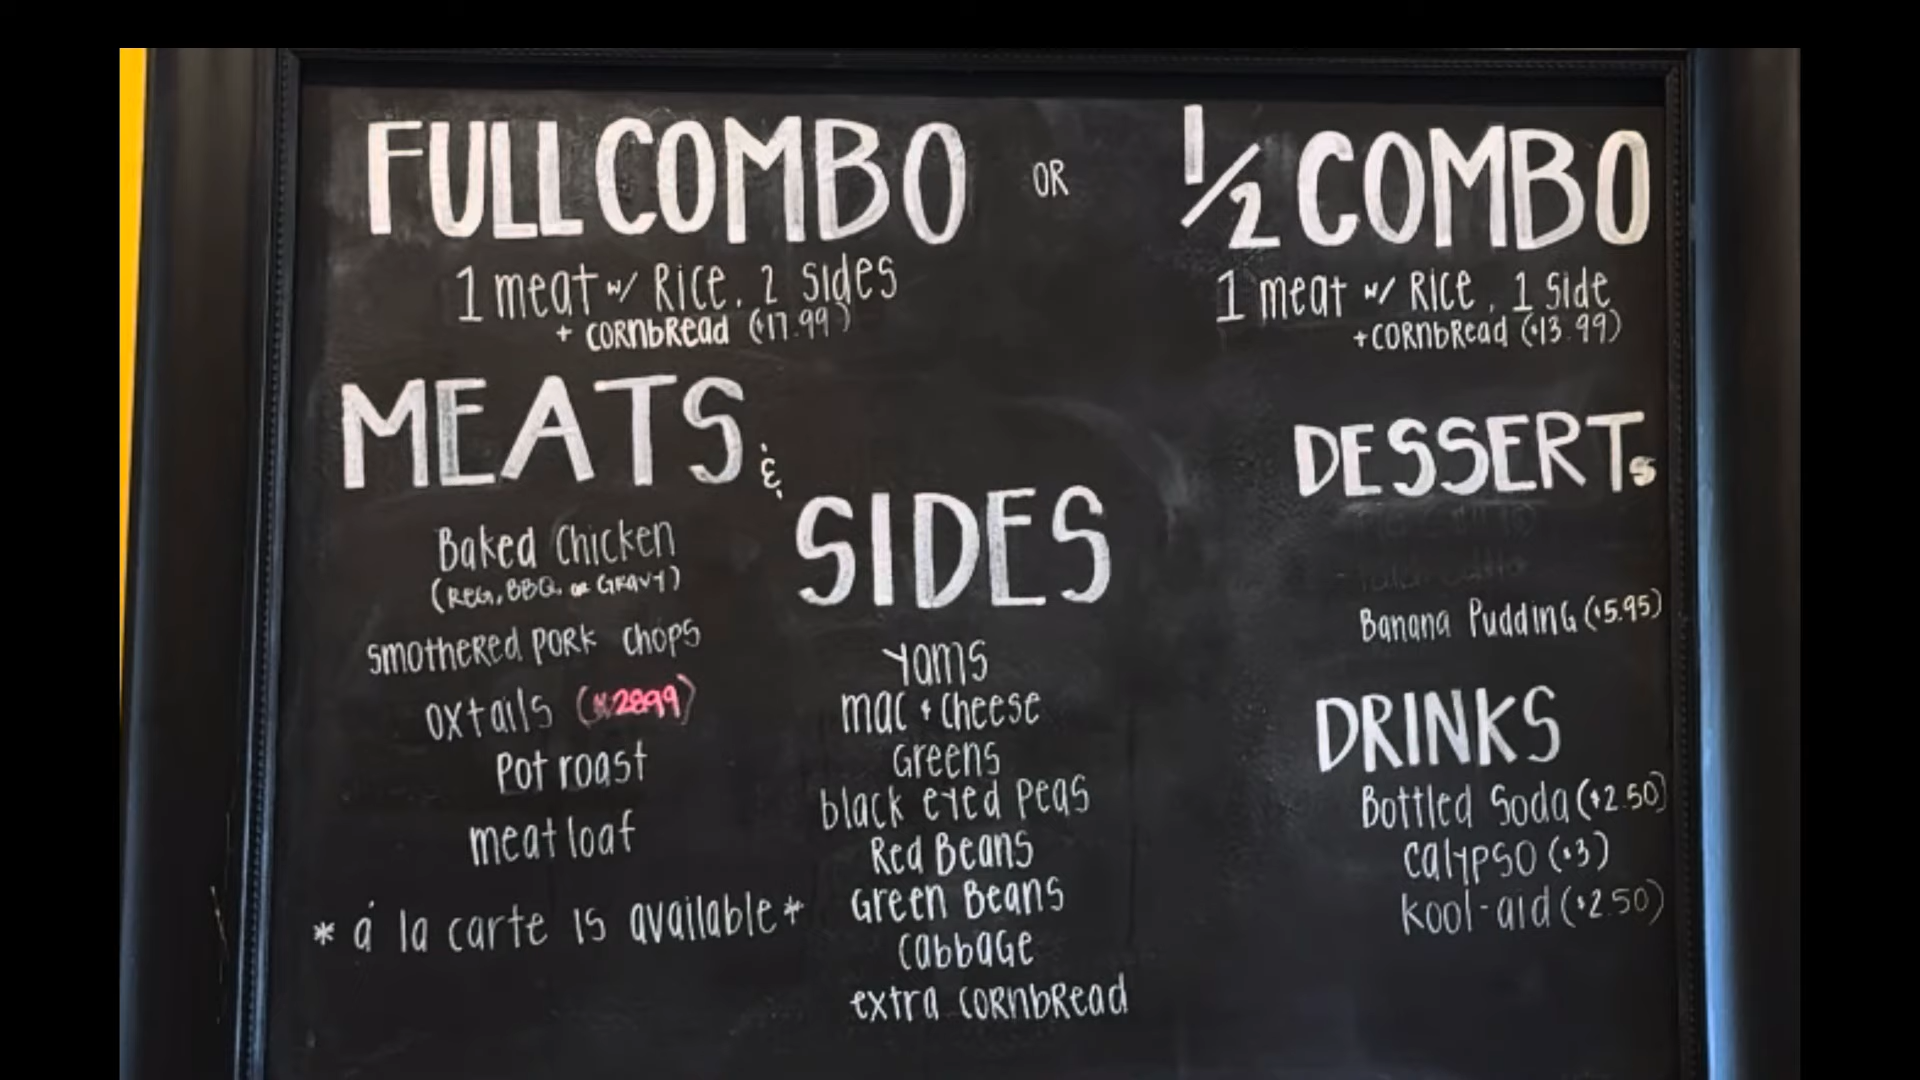 FULL COMBO
1 meat w/ Rice, 2 sides
+ CORNbREad ($17.99)
OR
1/2 COMBO
1 meat w/ Rice, 1 side
+ CORNbREad ($13.99)
MEATS &
Baked Chicken
(REG, BBQ, or GRAVY)
smotheRed PORK chops
oxtails ($2899)
Pot roast
meatloaf
* á la carte is available *
SIDES
Yams
mac + cheese
Greens
black eyed peas
Red Beans
Green Beans
cabbage
extra CORNbREad
DESSERTs
Banana PuddinG ($5.95)
DRINKS
Bottled Soda ($2.50)
calypso ($3)
kool-aid ($2.50)